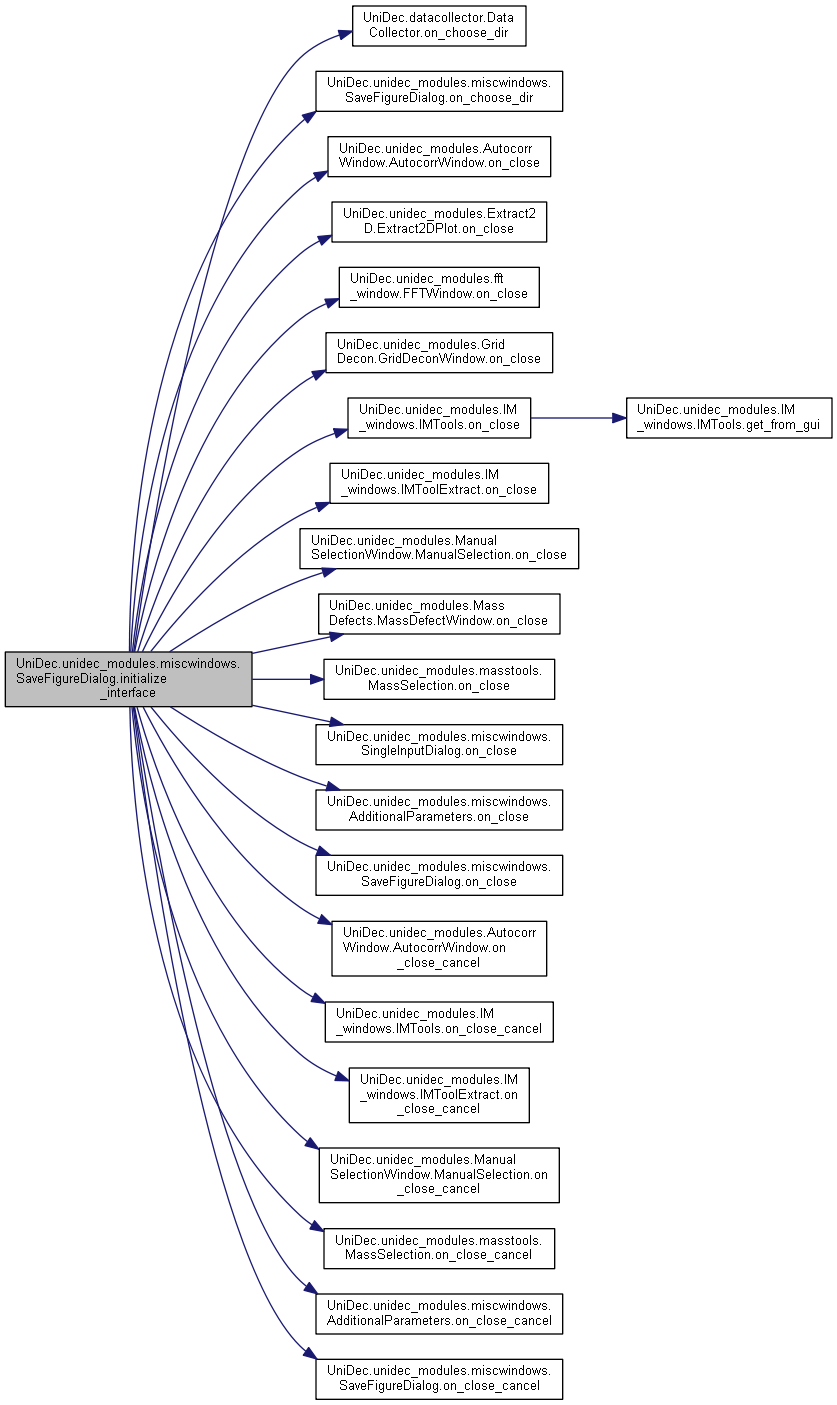 UniDec.datacollector.Data
Collector.on_choose_dir
UniDec.unidec_modules.miscwindows.
SaveFigureDialog.on_choose_dir
UniDec.unidec_modules.Autocorr
Window.AutocorrWindow.on_close
UniDec.unidec_modules.Extract2
D.Extract2DPlot.on_close
UniDec.unidec_modules.fft
_window.FFTWindow.on_close
UniDec.unidec_modules.Grid
Decon.GridDeconWindow.on_close
UniDec.unidec_modules.IM
_windows.IMTools.on_close
UniDec.unidec_modules.IM
_windows.IMTools.get_from_gui
UniDec.unidec_modules.IM
_windows.IMToolExtract.on_close
UniDec.unidec_modules.Manual
SelectionWindow.ManualSelection.on_close
UniDec.unidec_modules.Mass
Defects.MassDefectWindow.on_close
UniDec.unidec_modules.miscwindows.
SaveFigureDialog.initialize
_interface
UniDec.unidec_modules.masstools.
MassSelection.on_close
UniDec.unidec_modules.miscwindows.
SingleInputDialog.on_close
UniDec.unidec_modules.miscwindows.
AdditionalParameters.on_close
UniDec.unidec_modules.miscwindows.
SaveFigureDialog.on_close
UniDec.unidec_modules.Autocorr
Window.AutocorrWindow.on
_close_cancel
UniDec.unidec_modules.IM
_windows.IMTools.on_close_cancel
UniDec.unidec_modules.IM
_windows.IMToolExtract.on
_close_cancel
UniDec.unidec_modules.Manual
SelectionWindow.ManualSelection.on
_close_cancel
UniDec.unidec_modules.masstools.
MassSelection.on_close_cancel
UniDec.unidec_modules.miscwindows.
AdditionalParameters.on_close_cancel
UniDec.unidec_modules.miscwindows.
SaveFigureDialog.on_close_cancel